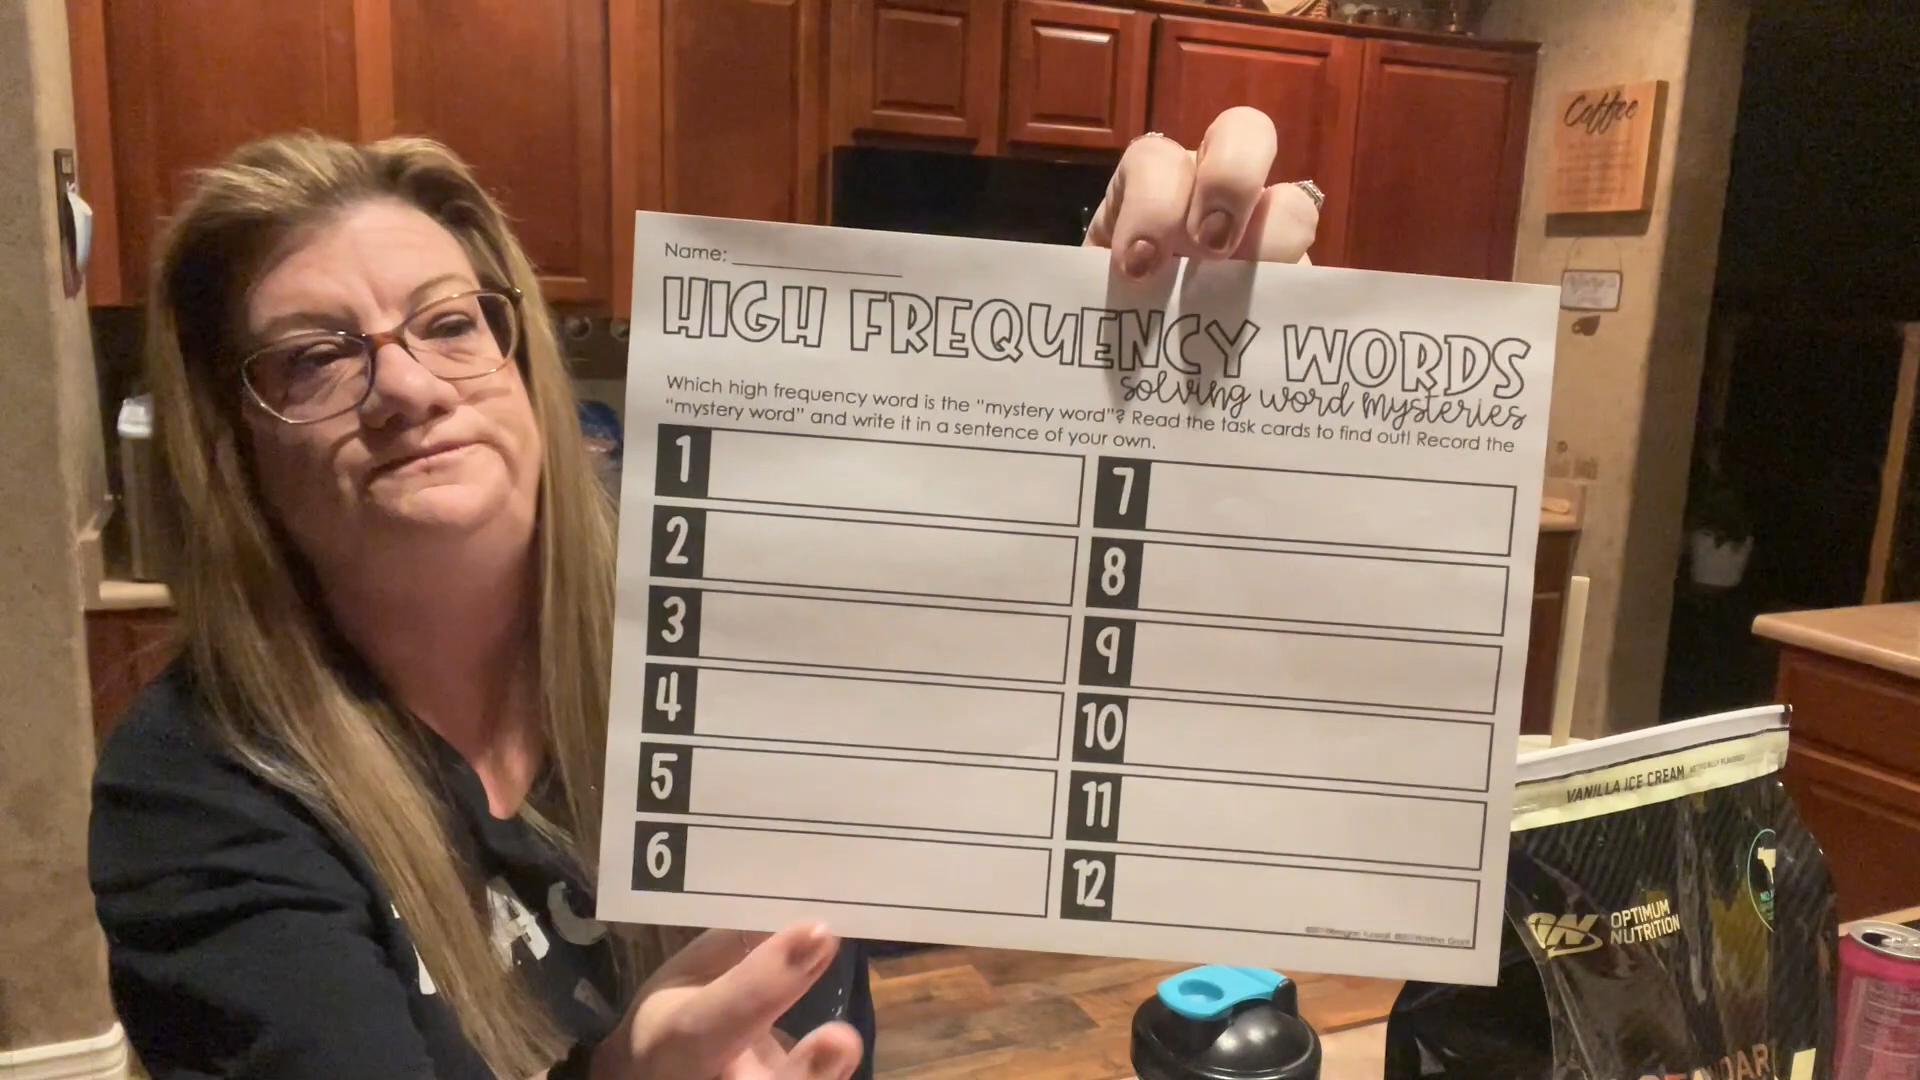 Name:
HIGH FREQUENCY WORDS
solving word mysteries
Which high frequency word is the "mystery word"? Read the task cards to find out! Record the
"mystery word" and write it in a sentence of your own.
1
2
3
4
5
6
7
8
9
10
11
12
Coffee
VANILLA ICE CREAM
OPTIMUM
NUTRITION